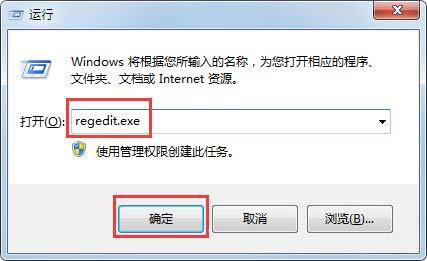 运行
Windows 将根据您所输入的名称，为您打开相应的程序、
文件夹、文档或 Internet 资源。
打开(O): regedit.exe
使用管理权限创建此任务。
确定 取消 浏览(B)...